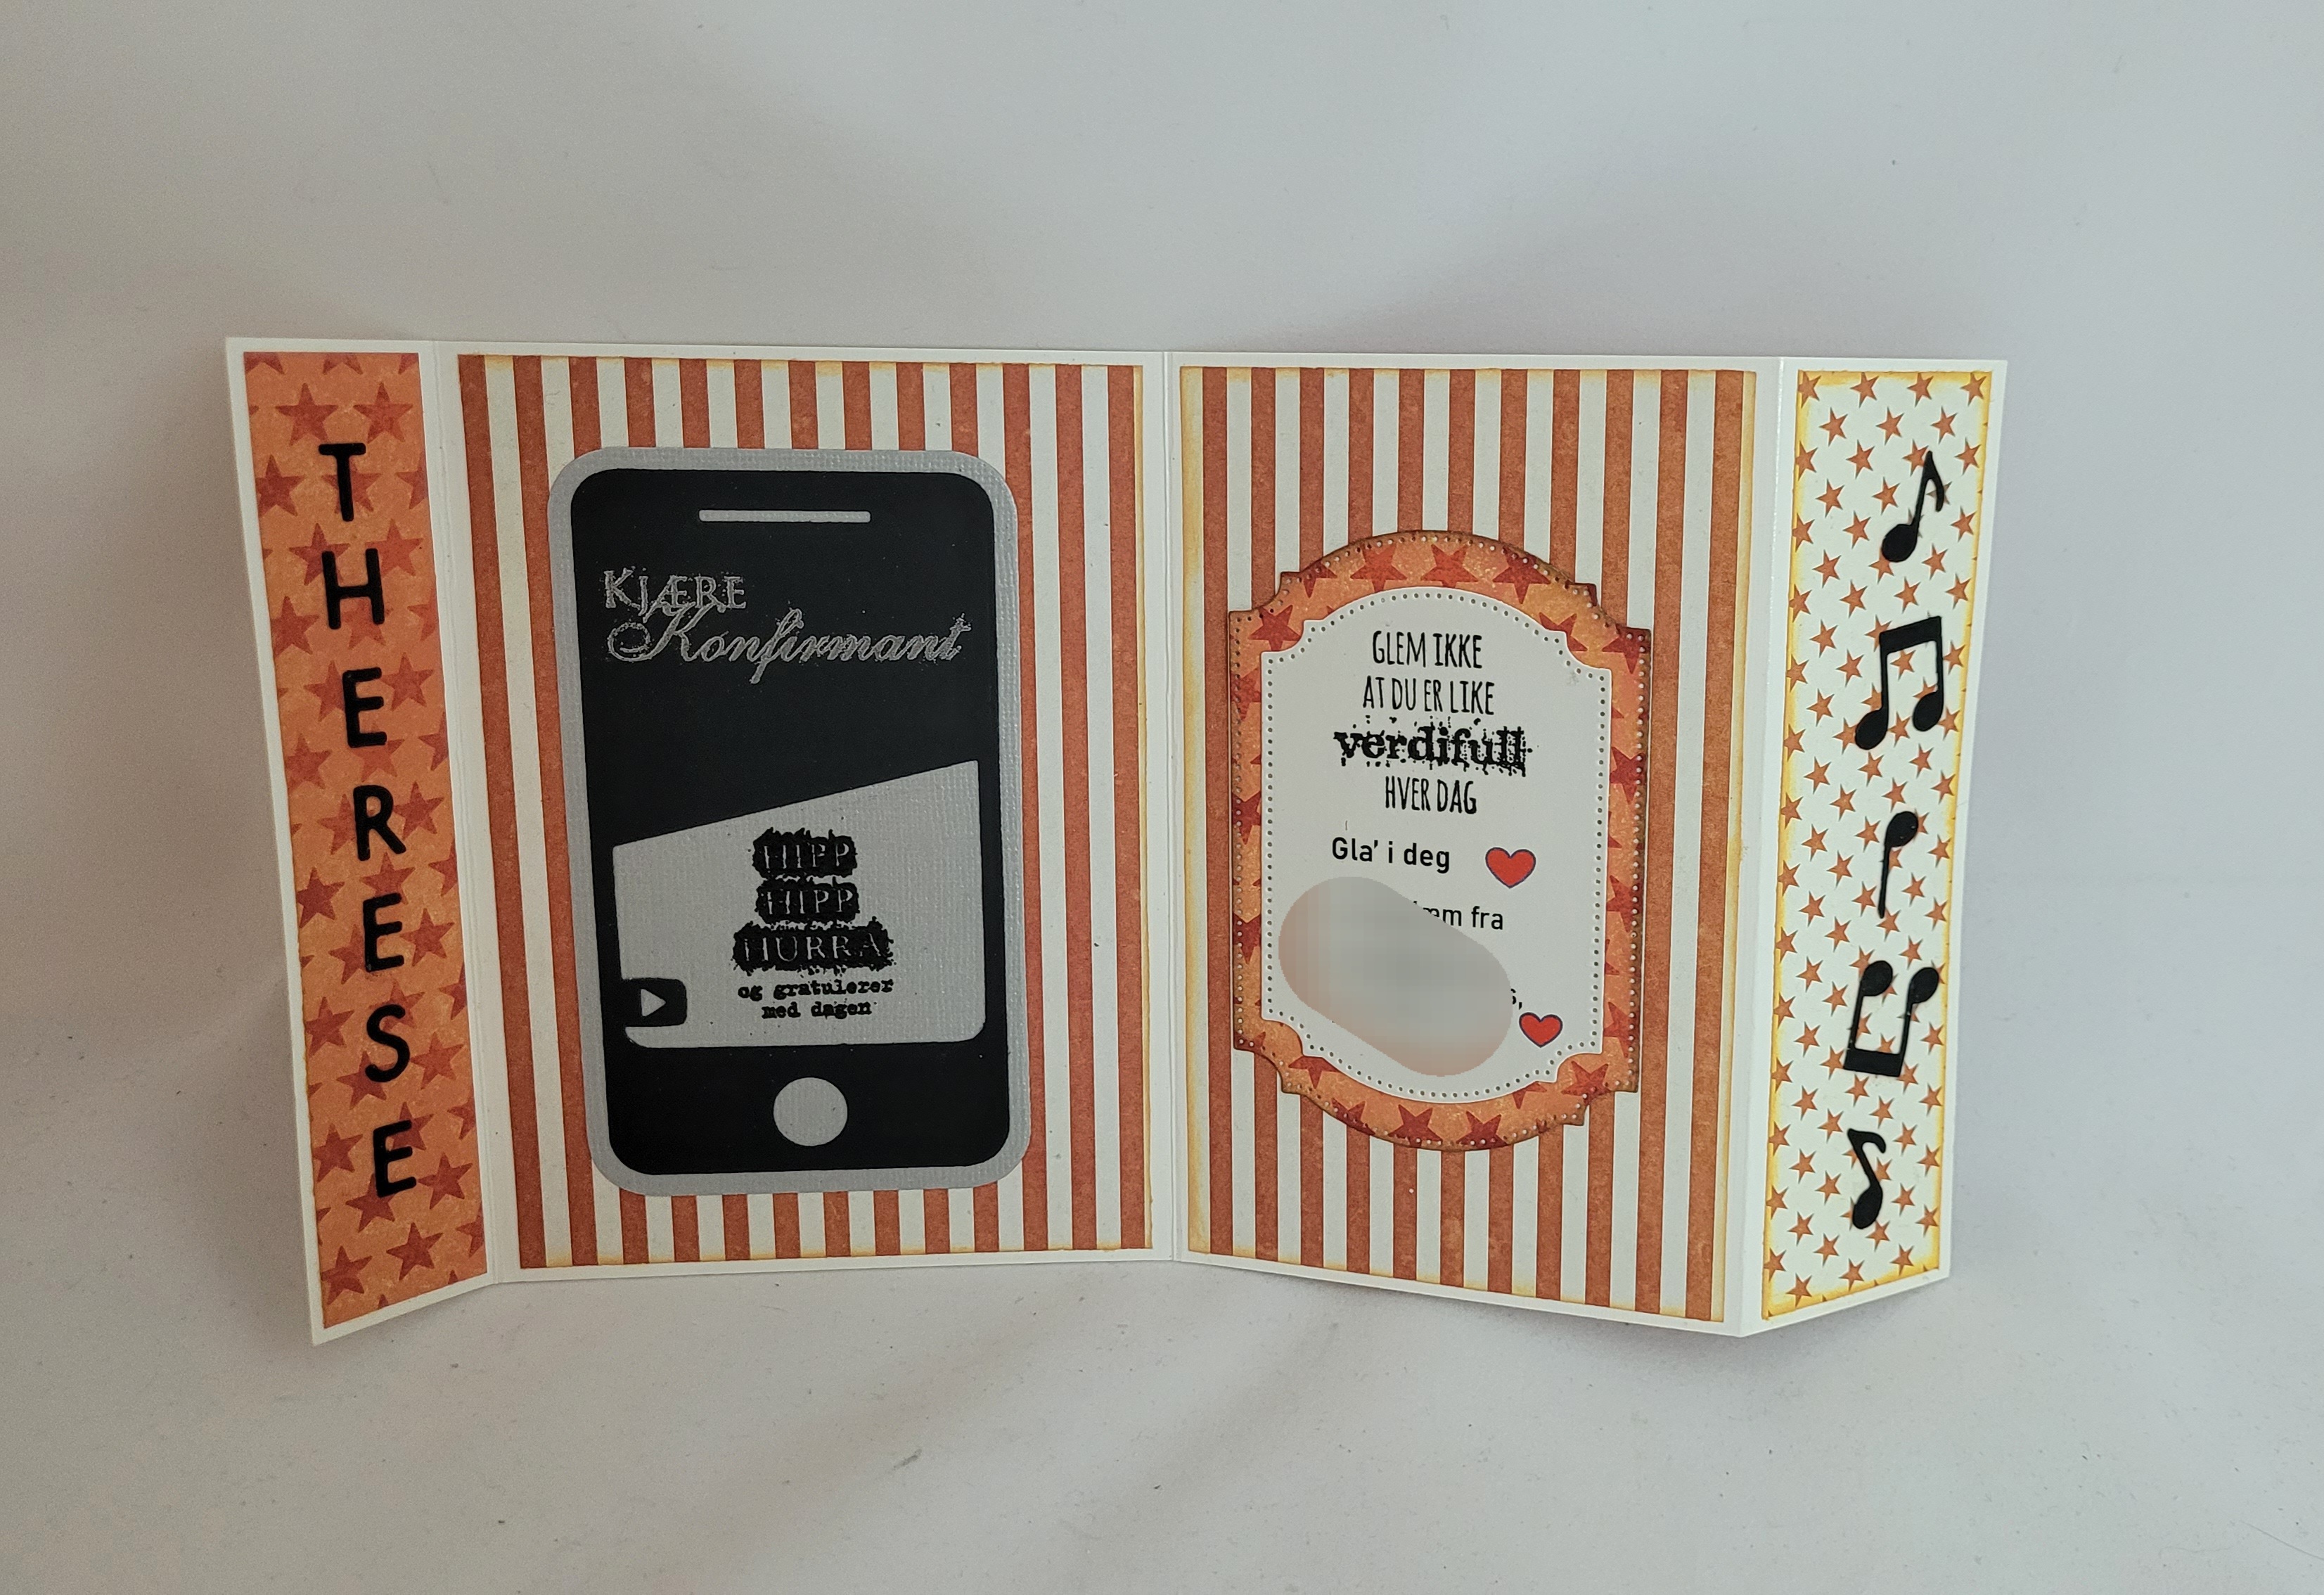 THERESE
KJÆRE
Konfirmant
HIPP
HIPP
HURRA
og gratulerer
med dagen
GLEM IKKE
AT DU ER LIKE
verdifull
HVER DAG
Gla' i deg
fra